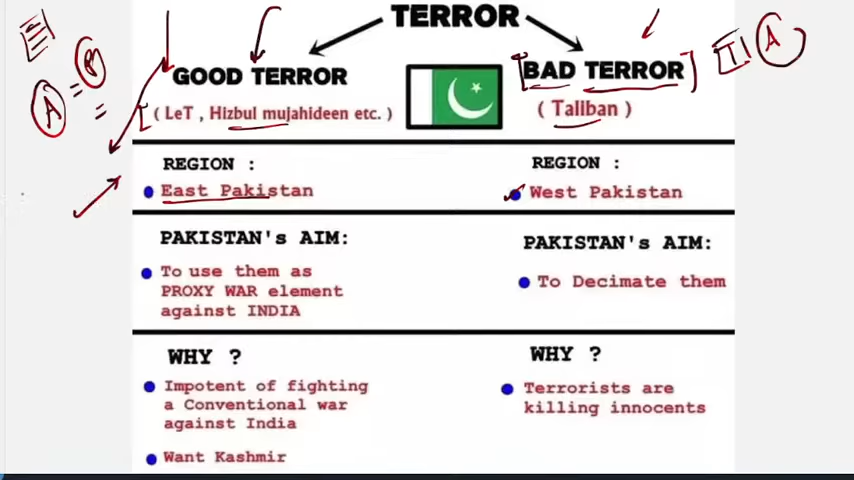 TERROR
GOOD TERROR
[BAD TERROR]
( LeT , Hizbul mujahideen etc. )
( Taliban )
REGION :
East Pakistan
REGION :
West Pakistan
PAKISTAN's AIM:
To use them as
PROXY WAR element
against INDIA
PAKISTAN's AIM:
To Decimate them
WHY ?
Impotent of fighting
a Conventional war
against India
Want Kashmir
WHY ?
Terrorists are
killing innocents
A = B
=
A